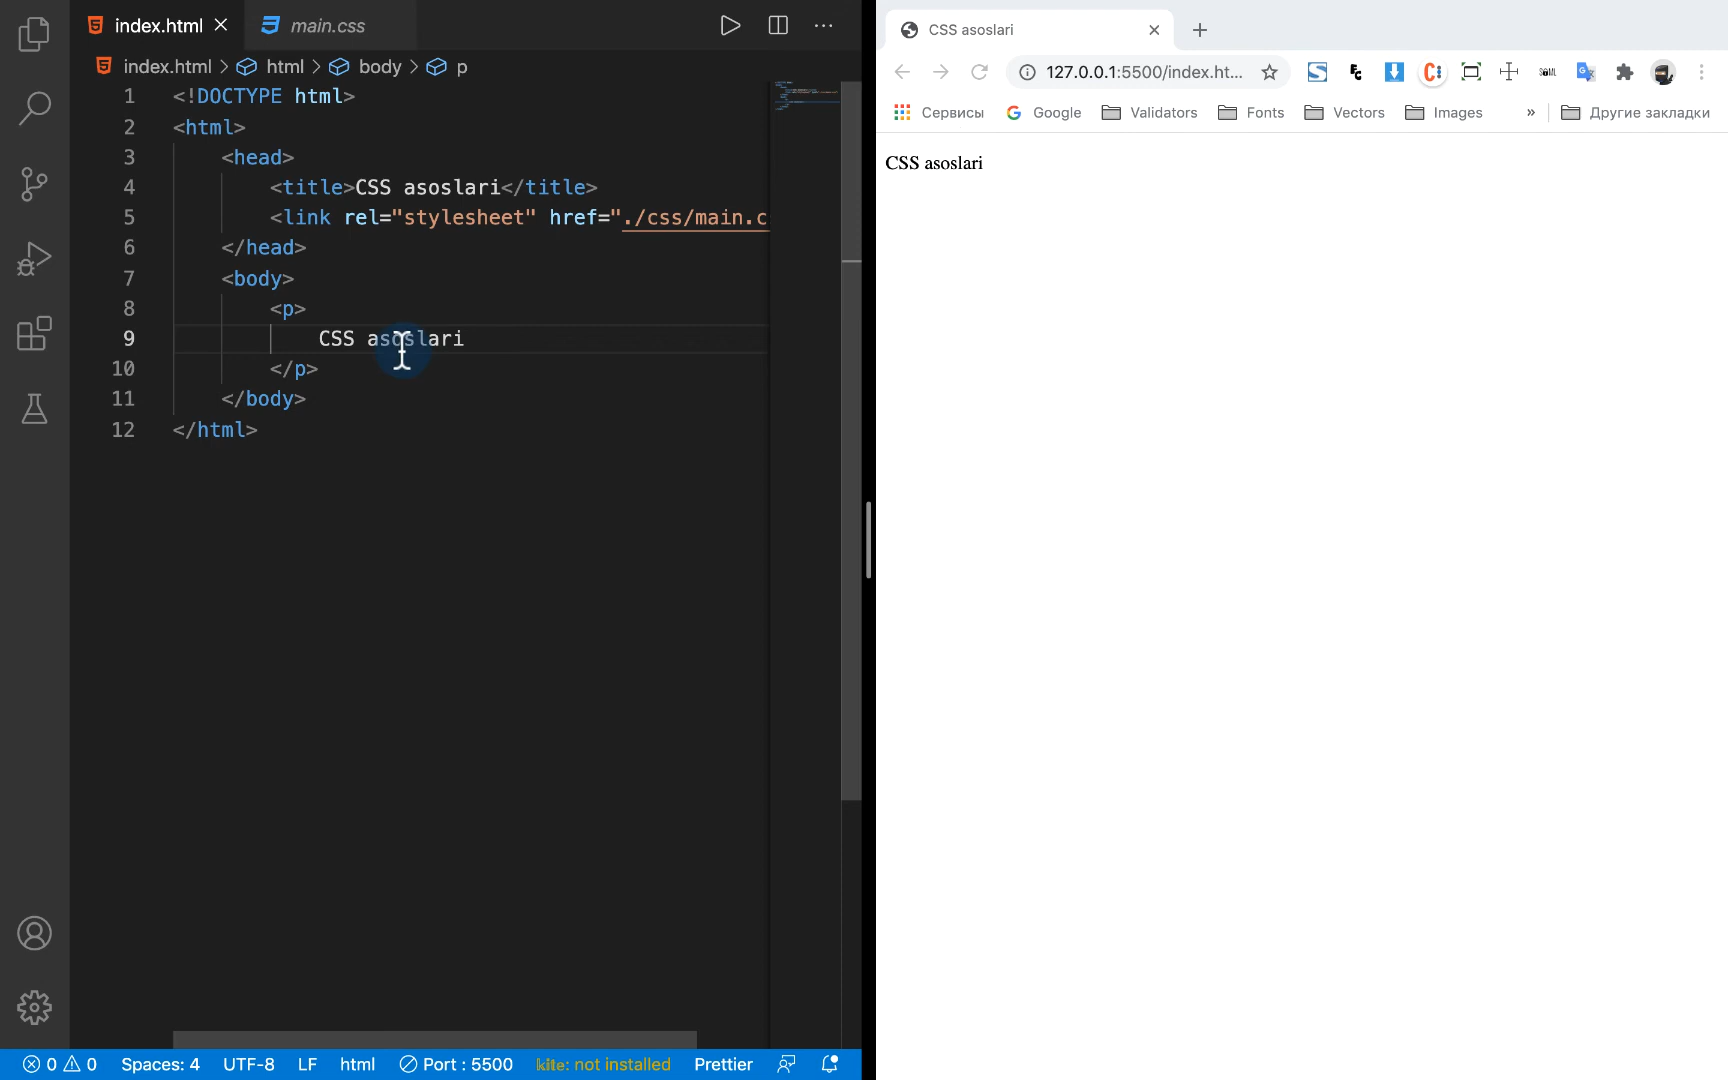 index.html
main.css
index.html > html > body > p
1 <!DOCTYPE html>
2 <html>
3 <head>
4 <title>CSS asoslari</title>
5 <link rel="stylesheet" href="./css/main.c
6 </head>
7 <body>
8 <p>
9 CSS asoslari
10 </p>
11 </body>
12 </html>
0 0 Spaces: 4 UTF-8 LF html Port : 5500 kite: not installed Prettier
CSS asoslari
127.0.0.1:5500/index.ht...
Сервисы Google Validators Fonts Vectors Images » Другие закладки
CSS asoslari